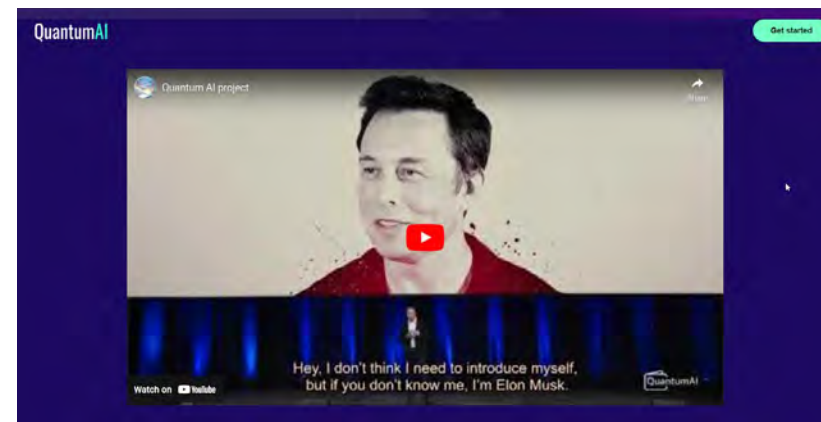 QuantumAI
Get started
Quantum AI project
Share
Hey, I don't think I need to introduce myself,
but if you don't know me, I'm Elon Musk.
Watch on YouTube
QuantumAI